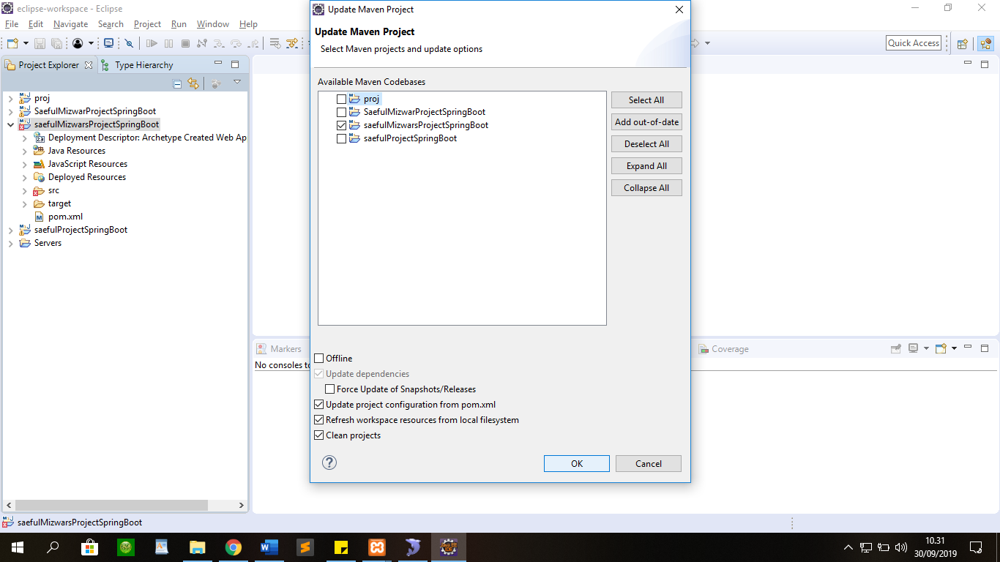 eclipse-workspace - Eclipse
File Edit Navigate Search Project Run Window Help
Quick Access
Project Explorer
Type Hierarchy
proj
SaefulMizwarProjectSpringBoot
saefulMizwarsProjectSpringBoot
Deployment Descriptor: Archetype Created Web Ap
Java Resources
JavaScript Resources
Deployed Resources
src
target
pom.xml
saefulProjectSpringBoot
Servers
Update Maven Project
Update Maven Project
Select Maven projects and update options
Available Maven Codebases
proj
SaefulMizwarProjectSpringBoot
saefulMizwarsProjectSpringBoot
saefulProjectSpringBoot
Select All
Add out-of-date
Deselect All
Expand All
Collapse All
Offline
Update dependencies
Force Update of Snapshots/Releases
Update project configuration from pom.xml
Refresh workspace resources from local filesystem
Clean projects
OK
Cancel
Markers
Coverage
No consoles to
saefulMizwarsProjectSpringBoot
10.31
30/09/2019